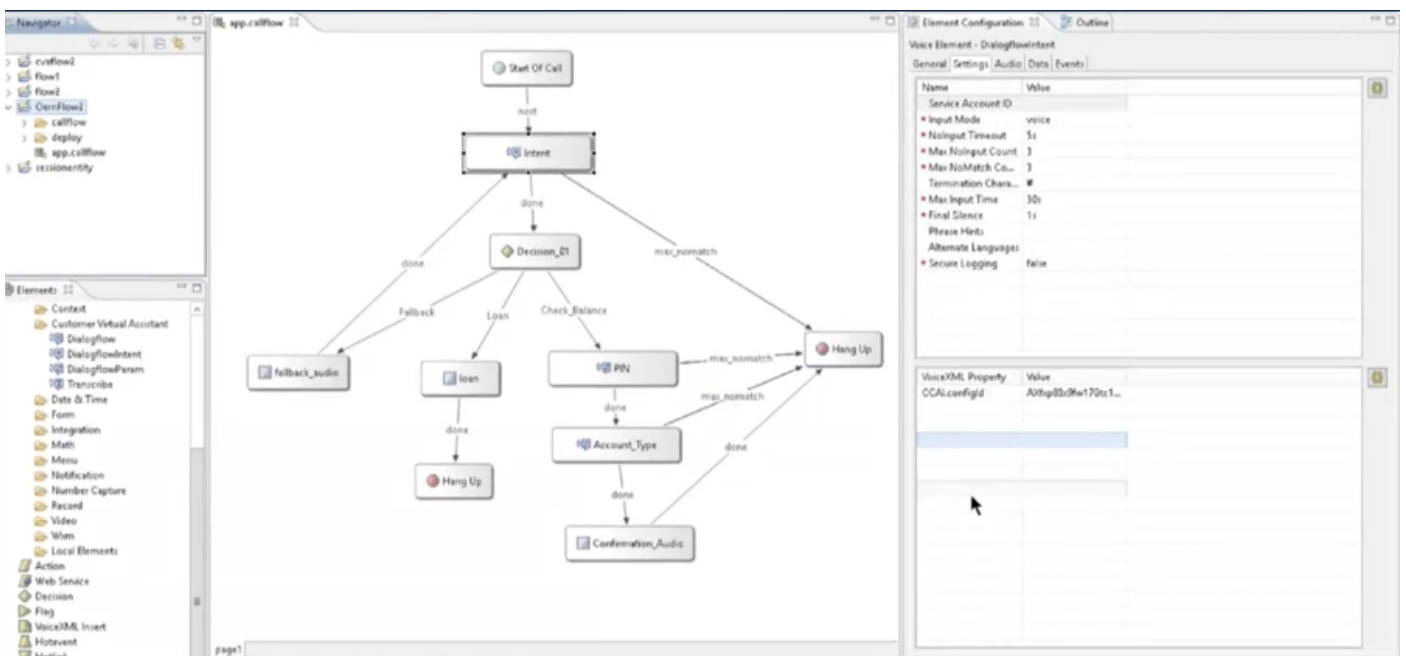 Navigator
app.callflow
Element Configuration
Outline
Voice Element - DialogflowIntent
General Settings Audio Data Events
cvaflow2
flow1
flow2
callflow
deploy
app.callflow
sessionentity
Elements
Context
Customer Virtual Assistant
Dialogflow
DialogflowIntent
DialogflowParam
Transcribe
Date & Time
Form
Integration
Math
Menu
Notification
Number Capture
Record
Video
Wxm
Local Elements
Action
Web Service
Decision
Flag
VoiceXML Insert
Hotevent
Start Of Call
next
Intent
done
max_nomatch
done
Decision_01
Fallback
Loan
Check_Balance
Hang Up
fallback_audio
loan
PIN
max_nomatch
done
max_nomatch
done
Account_Type
done
Hang Up
done
Confirmation_Audio
page1
Name Value
Service Account ID
* Input Mode voice
* NoInput Timeout 5s
* Max NoInput Count 3
* Max NoMatch Co... 3
Termination Chara... #
* Max Input Time 30s
* Final Silence 1s
Phrase Hints
Alternate Languages
* Secure Logging false
VoiceXML Property Value
CCAI.configId